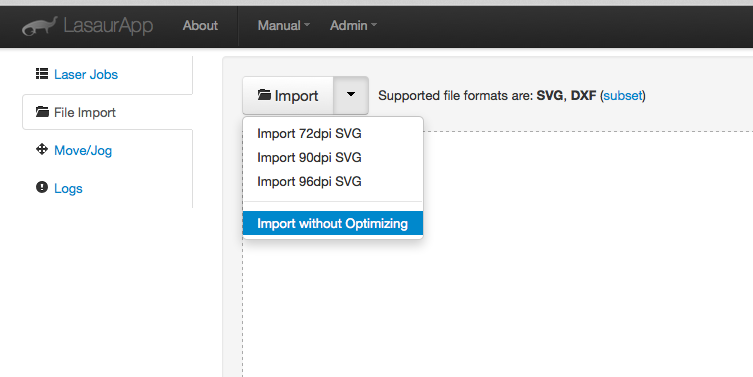 LasaurApp About Manual Admin
Laser Jobs
File Import
Move/Jog
Logs
Import Supported file formats are: SVG, DXF (subset)
Import 72dpi SVG
Import 90dpi SVG
Import 96dpi SVG
Import without Optimizing